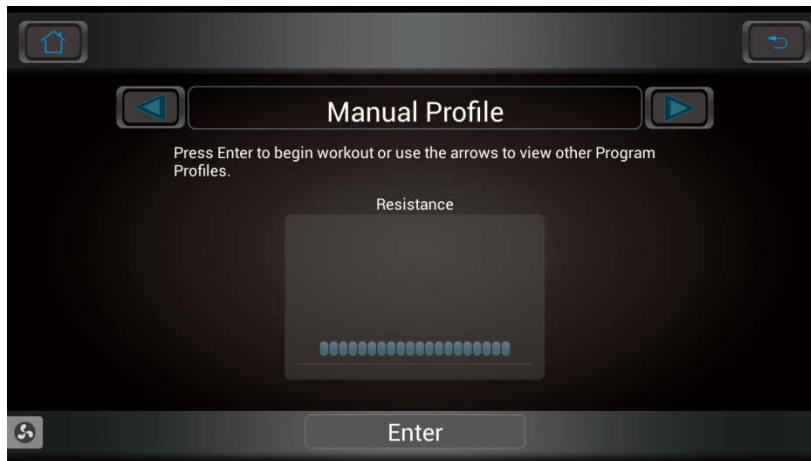 Manual Profile
Press Enter to begin workout or use the arrows to view other Program
Profiles.
Resistance
Enter